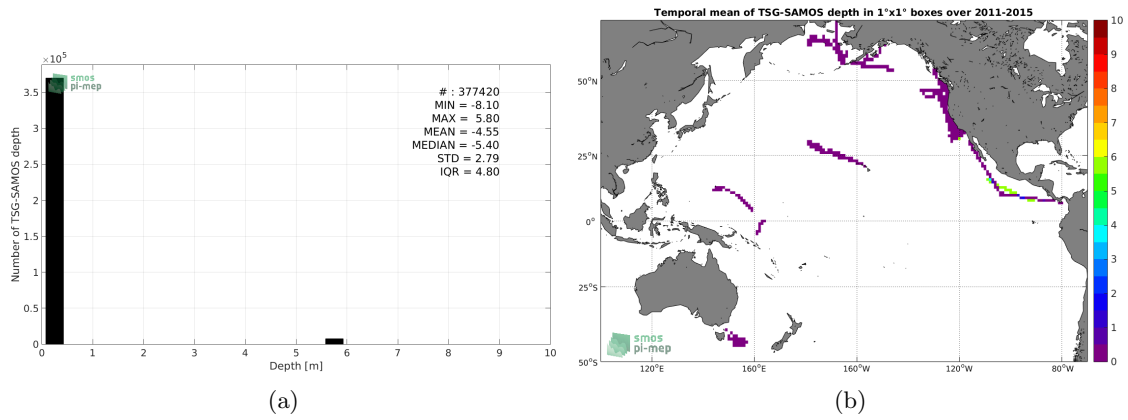 ×10⁵
smos
pi-mep
# : 377420
MIN = -8.10
MAX = 5.80
MEAN = -4.55
MEDIAN = -5.40
STD = 2.79
IQR = 4.80
Number of TSG-SAMOS depth
3.5
3
2.5
2
1.5
1
0.5
0
0 1 2 3 4 5 6 7 8 9 10
Depth [m]
(a)
Temporal mean of TSG-SAMOS depth in 1°x1° boxes over 2011-2015
50°N
25°N
0°
25°S
50°S
120°E 160°E 160°W 120°W 80°W
smos
pi-mep
10
9
8
7
6
5
4
3
2
1
0
(b)